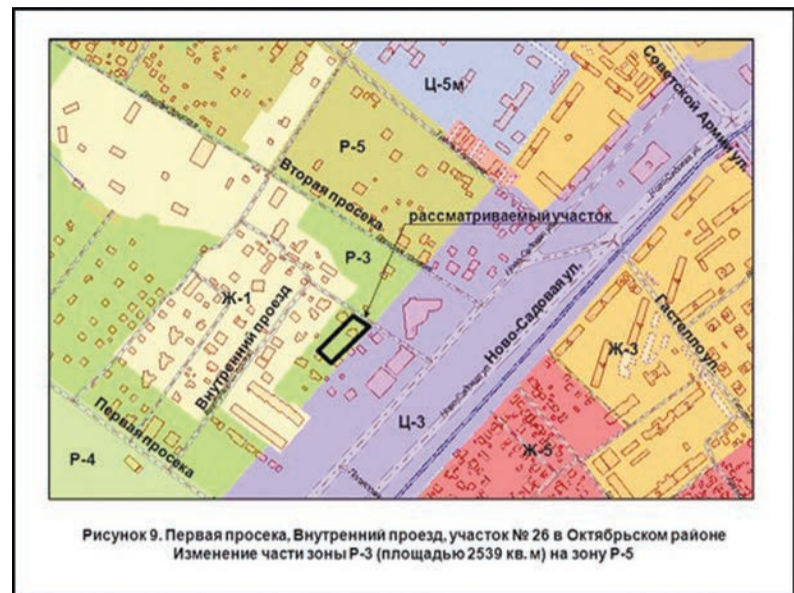 Советской Армии ул.
Ц-5м
Р-5
Вторая просека
рассматриваемый участок
Р-3
Ново-Садовая ул.
Ж-1
Внутренний проезд
Гастелло ул.
Ж-3
Первая просека
Ц-3
Р-4
Ж-5
Рисунок 9. Первая просека, Внутренний проезд, участок № 26 в Октябрьском районе
Изменение части зоны Р-3 (площадью 2539 кв. м) на зону Р-5